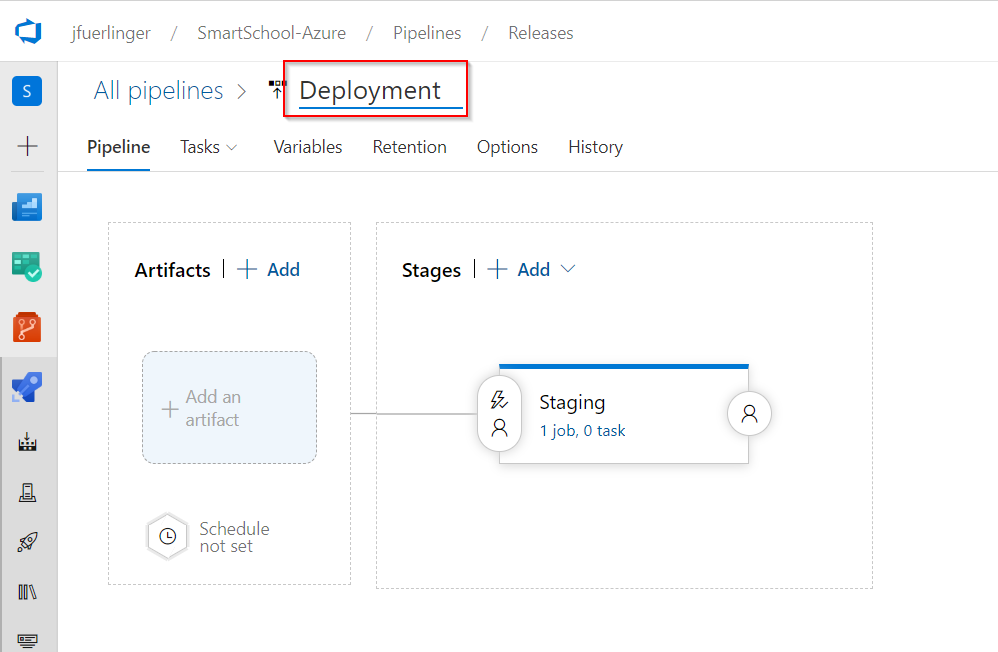 jfuerlinger / SmartSchool-Azure / Pipelines / Releases
S
All pipelines > Deployment
Pipeline Tasks Variables Retention Options History
Artifacts | + Add
Stages | + Add
+ Add an
artifact
Staging
1 job, 0 task
Schedule
not set